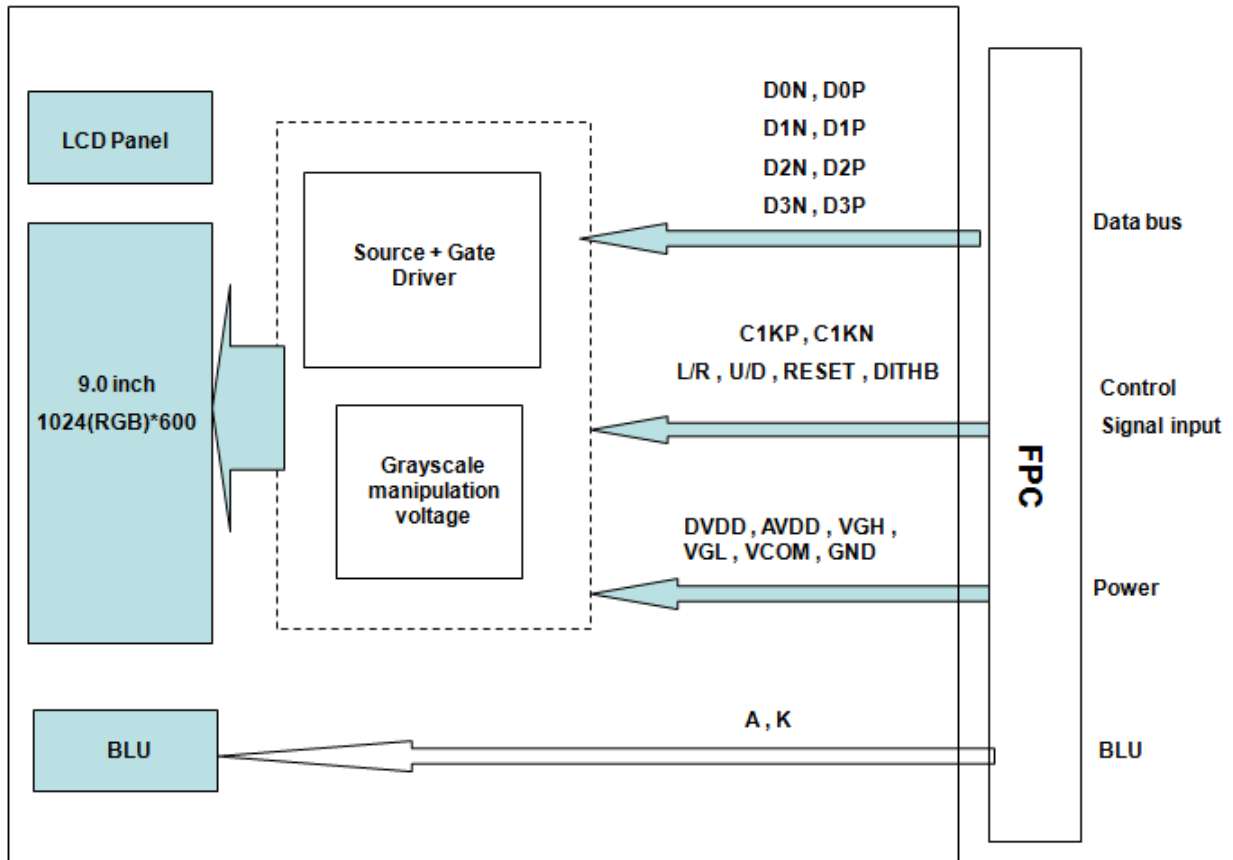 LCD Panel
9.0 inch
1024(RGB)*600
BLU
Source + Gate
Driver
Grayscale
manipulation
voltage
D0N , D0P
D1N , D1P
D2N , D2P
D3N , D3P
C1KP , C1KN
L/R , U/D , RESET , DITHB
DVDD , AVDD , VGH ,
VGL , VCOM , GND
A , K
FPC
Data bus
Control
Signal input
Power
BLU